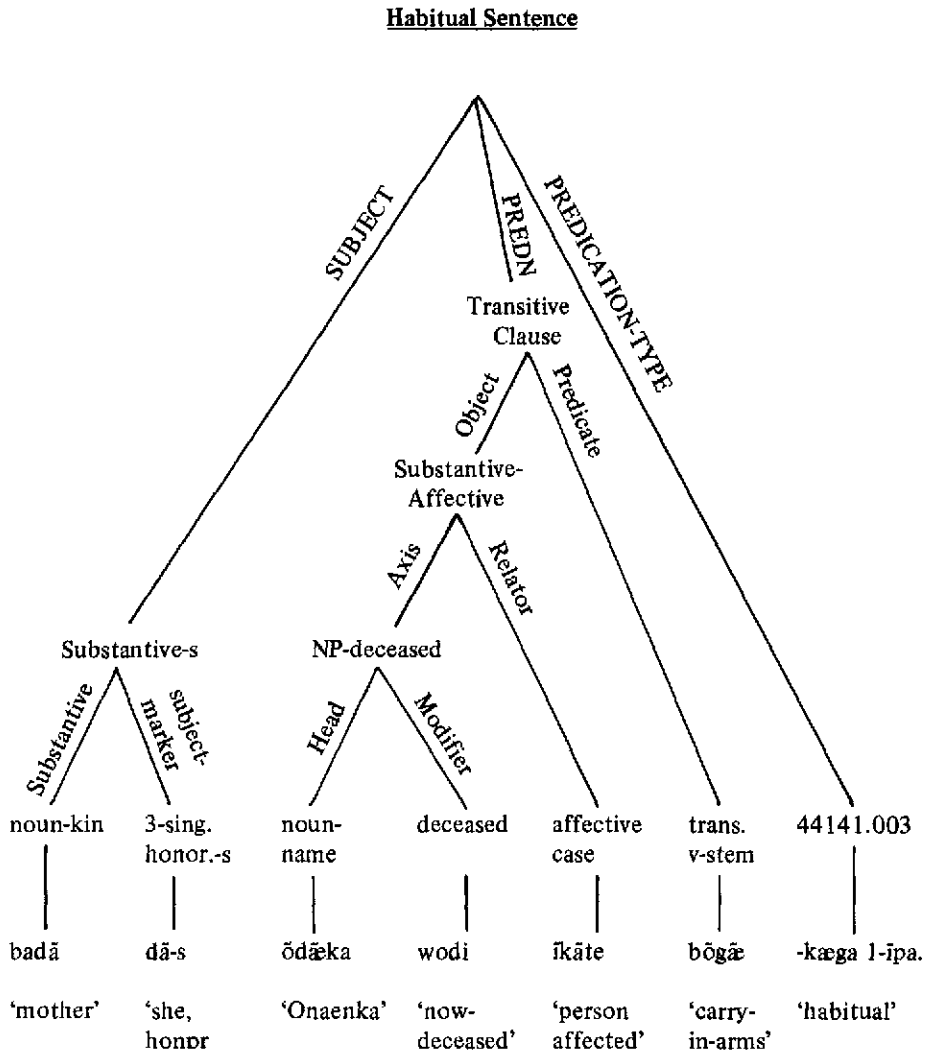 Habitual Sentence
SUBJECT
PREDN
PREDICATION-TYPE
Transitive
Clause
Object
Predicate
Substantive-
Affective
Axis
Relator
Substantive-s
NP-deceased
Substantive
subject-
marker
Head
Modifier
noun-kin 3-sing. noun- deceased affective trans. 44141.003
honor.-s name case v-stem
badã dã-s õdæ̃ka wodi ĩkãte bõgæ̃ -kæga 1-ĩpa.
‘mother’ ‘she, ‘Onaenka’ ‘now- ‘person ‘carry- ‘habitual’
honor deceased’ affected’ in-arms’